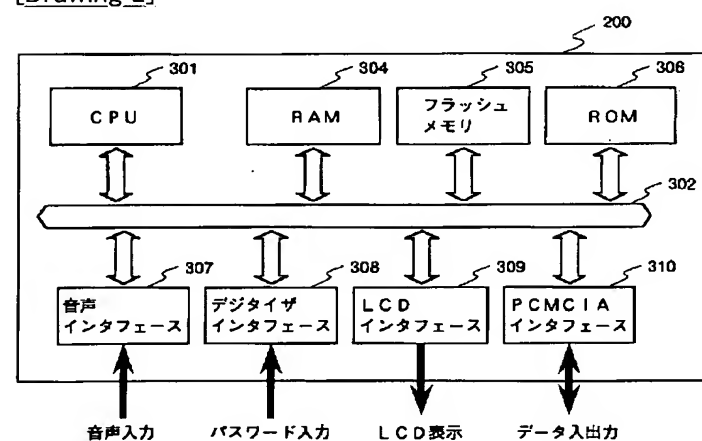 [Drawing 2]
200
301
304
305
306
CPU
RAM
フラッシュ
メモリ
ROM
302
307
308
309
310
音声
インタフェース
デジタイザ
インタフェース
LCD
インタフェース
PCMCIA
インタフェース
音声入力
パスワード入力
LCD表示
データ入出力